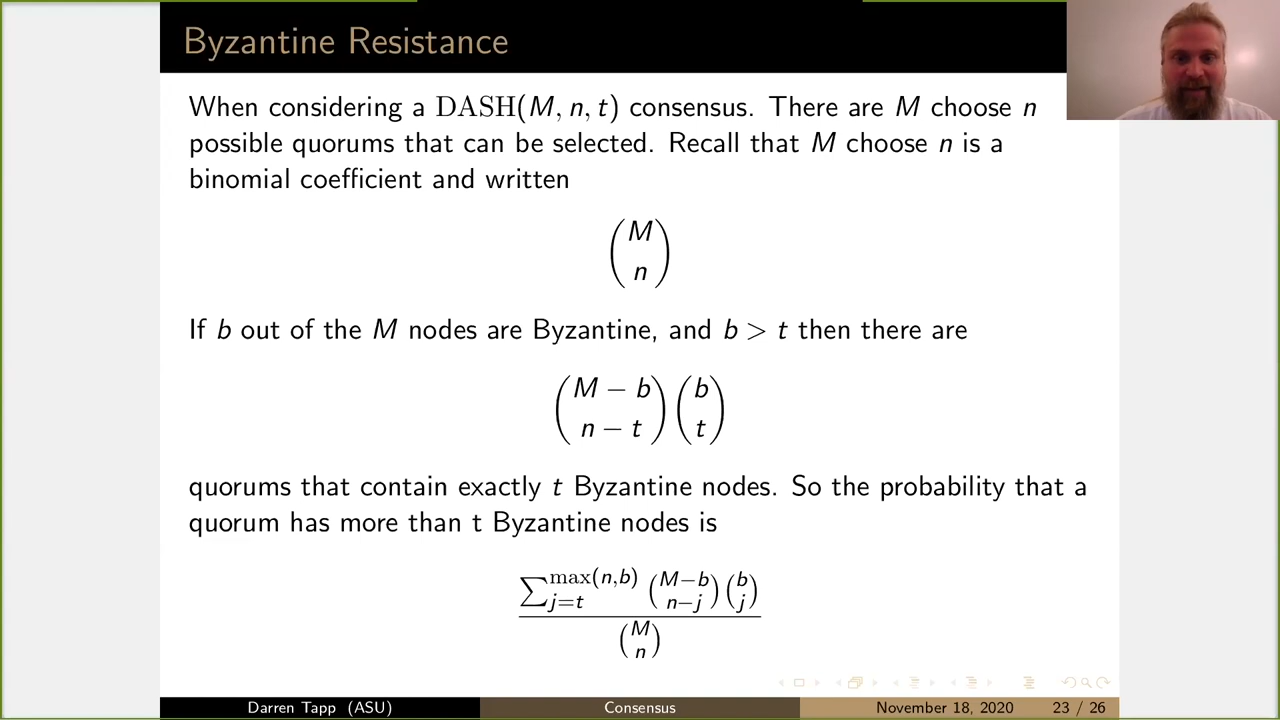 Byzantine Resistance
When considering a DASH(M, n, t) consensus. There are M choose n
possible quorums that can be selected. Recall that M choose n is a
binomial coefficient and written
(M
n)
If b out of the M nodes are Byzantine, and b > t then there are
(M − b
n − t) (b
t)
quorums that contain exactly t Byzantine nodes. So the probability that a
quorum has more than t Byzantine nodes is
∑_{j=t}^{max(n,b)} (M−b
n−j) (b
j)
(M
n)
Darren Tapp (ASU) Consensus November 18, 2020 23 / 26